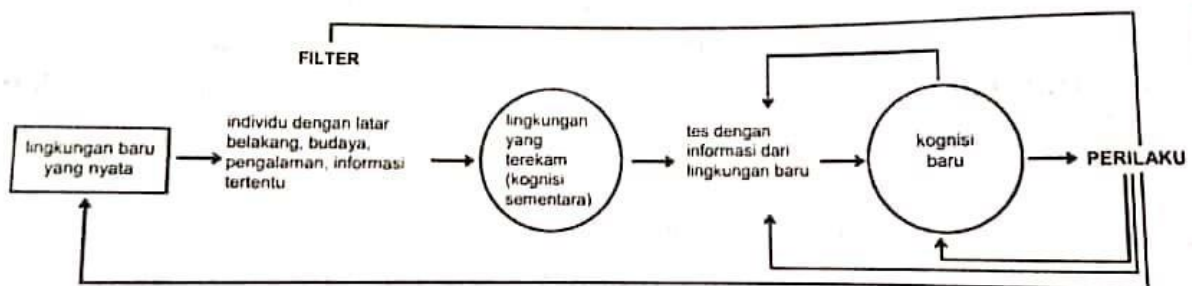 FILTER
lingkungan baru
yang nyata
individu dengan latar
belakang, budaya,
pengalaman, informasi
tertentu
lingkungan
yang
terekam
(kognisi
sementara)
tes dengan
informasi dari
lingkungan baru
kognisi
baru
PERILAKU